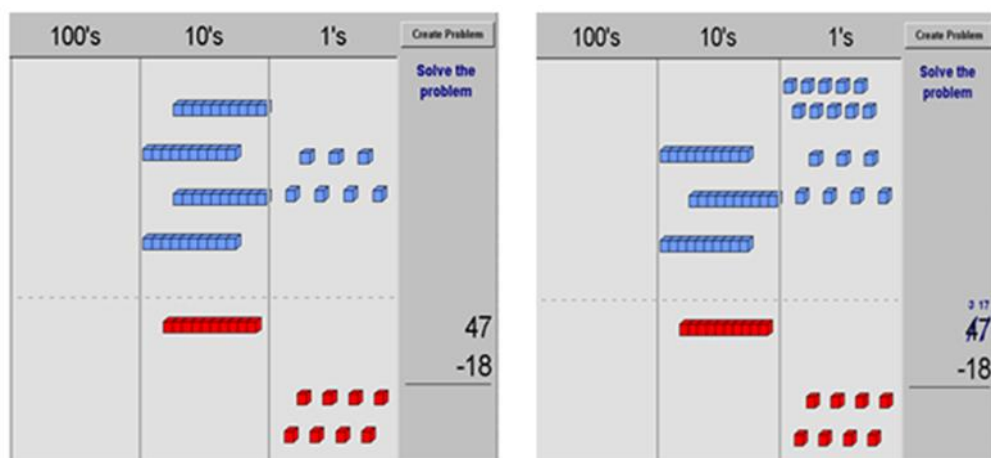 100's 10's 1's Create Problem
Solve the
problem
47
-18
100's 10's 1's Create Problem
Solve the
problem
3 17
47
-18